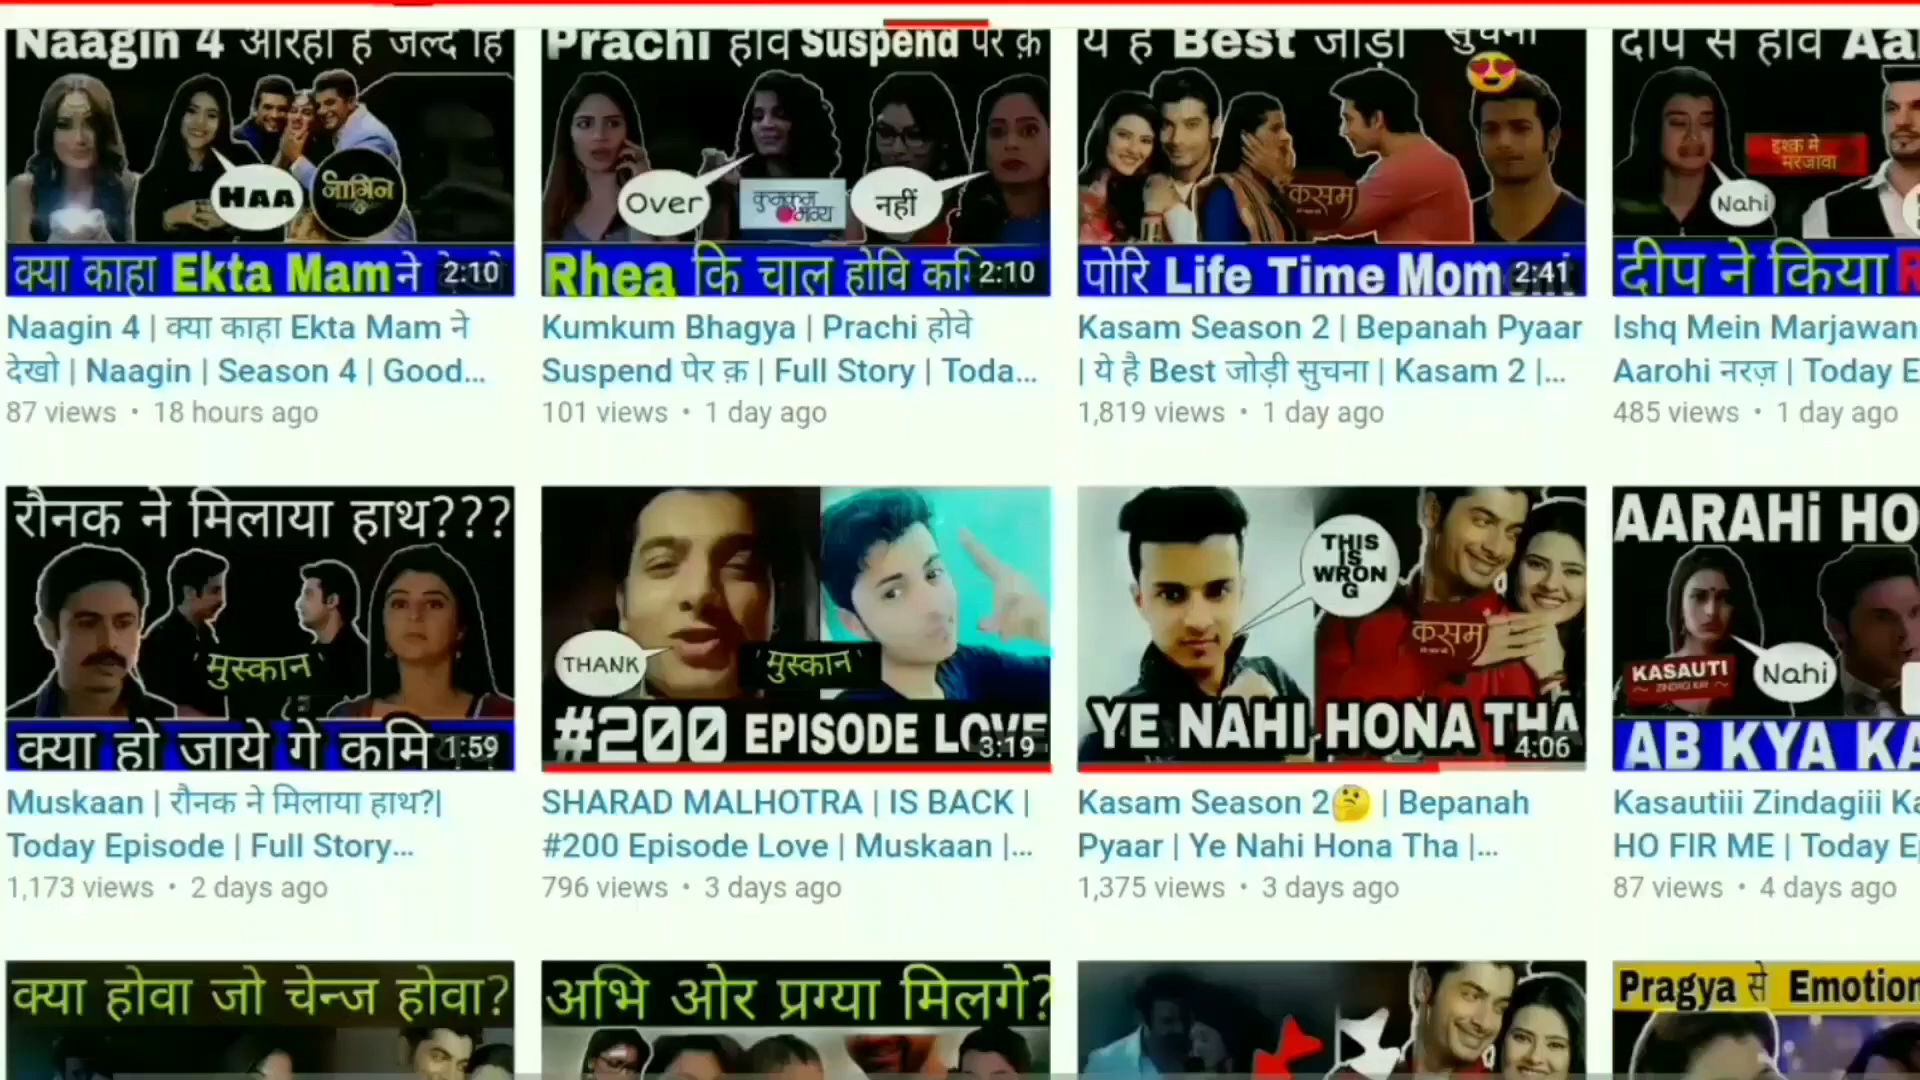 Naagin 4 आरहा है जल्द हि
HAA
नागिन
क्या काहा Ekta Mam ने
2:10
Naagin 4 | क्या काहा Ekta Mam ने
देखो | Naagin | Season 4 | Good...
87 views • 18 hours ago
Prachi होवे Suspend पेर क़
Over
कुमकुम
भाग्य
नहीं
Rhea कि चाल होवि
2:10
Kumkum Bhagya | Prachi होवे
Suspend पेर क़ | Full Story | Toda...
101 views • 1 day ago
ये है Best जोड़ी सुचना
कसम
पोरि Life Time Mom
2:41
Kasam Season 2 | Bepanah Pyaar
| ये है Best जोड़ी सुचना | Kasam 2 |...
1,819 views • 1 day ago
दीप से होवे Aa
इश्क़ में
मरजावां
Nahi
दीप ने किया R
Ishq Mein Marjawan
Aarohi नरज़ | Today E
485 views • 1 day ago
रौनक ने मिलाया हाथ???
मुस्कान
क्या हो जाये गे कमि
1:59
Muskaan | रौनक ने मिलाया हाथ?|
Today Episode | Full Story...
1,173 views • 2 days ago
THANK
मुस्कान
#200 EPISODE LOVE
3:19
SHARAD MALHOTRA | IS BACK |
#200 Episode Love | Muskaan |...
796 views • 3 days ago
THIS
IS
WRON
G
कसम
YE NAHI HONA THA
4:06
Kasam Season 2🤔 | Bepanah
Pyaar | Ye Nahi Hona Tha |...
1,375 views • 3 days ago
AARAHi HO
KASAUTI
ZINDAGII KAY
Nahi
AB KYA KA
Kasautiii Zindagiii Ka
HO FIR ME | Today E
87 views • 4 days ago
क्या होवा जो चेन्ज होवा?
अभि ओर प्रग्या मिलगे?
Pragya से Emotion